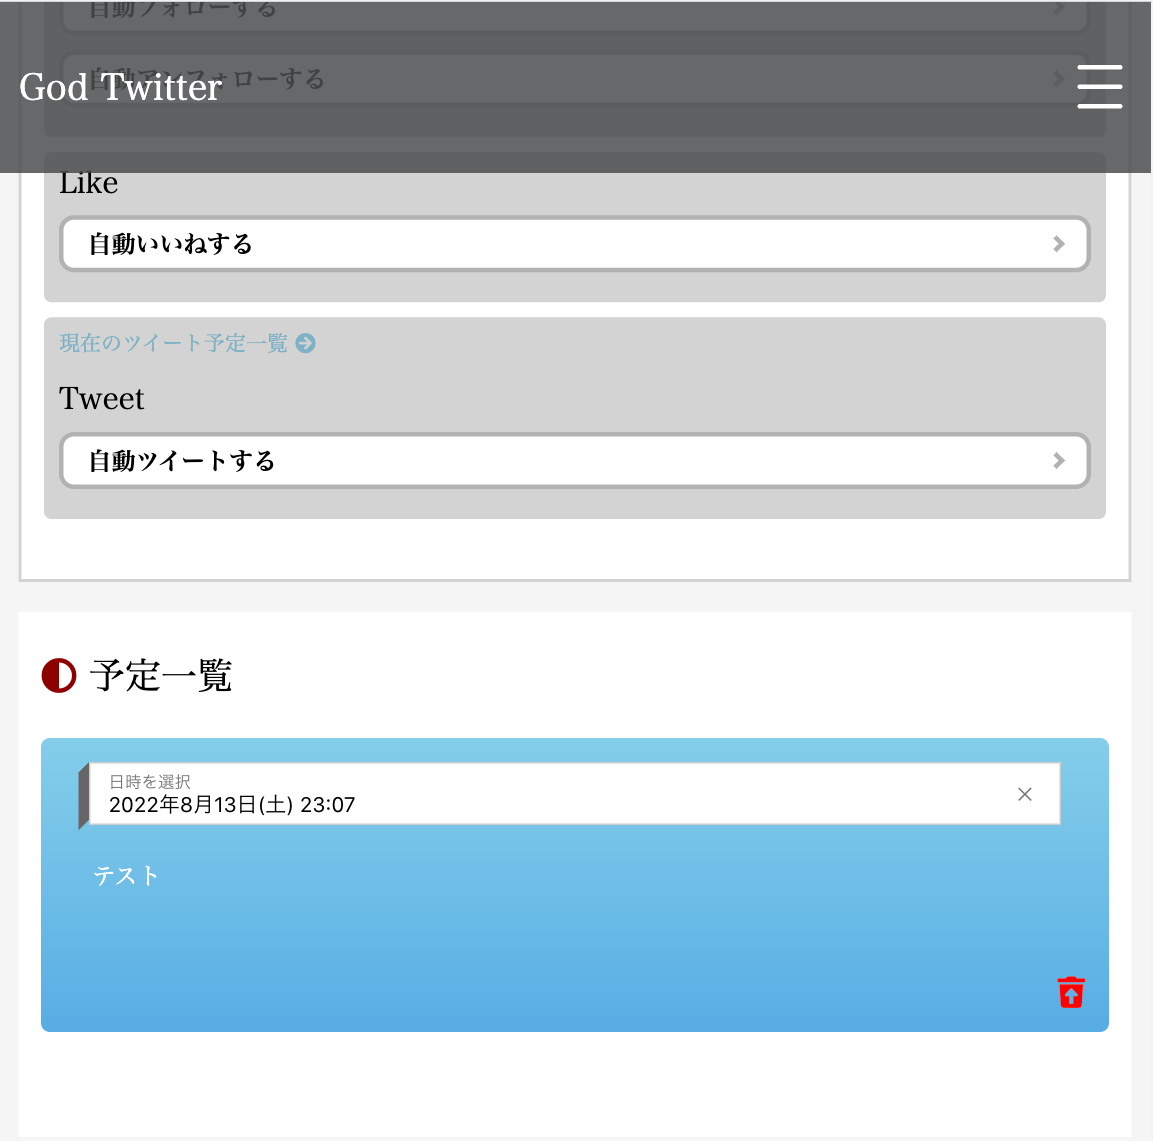 自動フォローする
God Twitter
自動アンフォローする
Like
自動いいねする
現在のツイート予定一覧
Tweet
自動ツイートする
予定一覧
日時を選択
2022年8月13日(土) 23:07
テスト